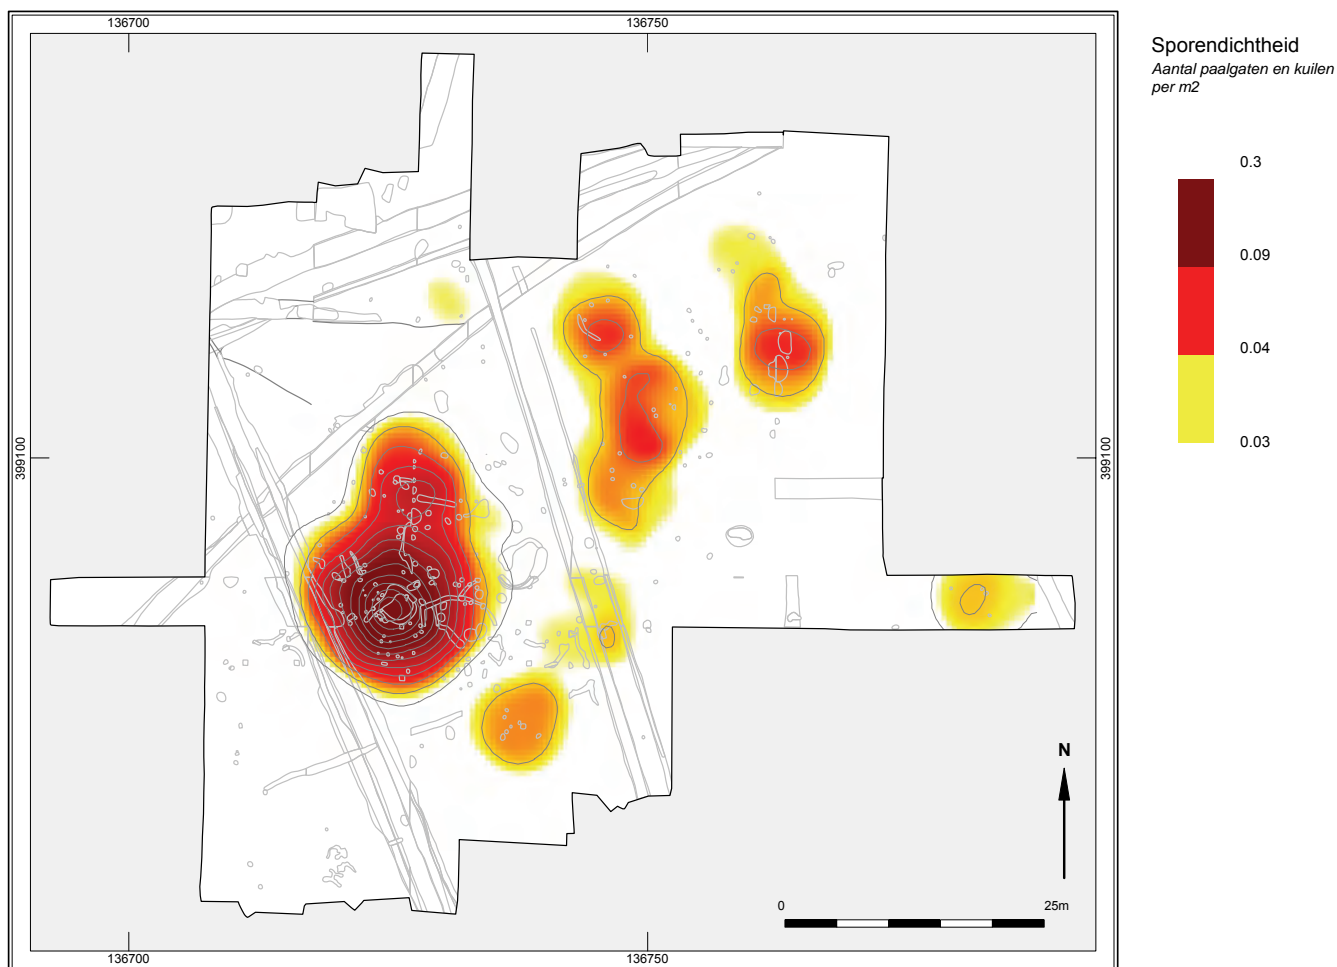 136700
136750
Sporendichtheid
Aantal paalgaten en kuilen
per m2
0.3
0.09
0.04
0.03
399100
399100
N
0
25m
136700
136750